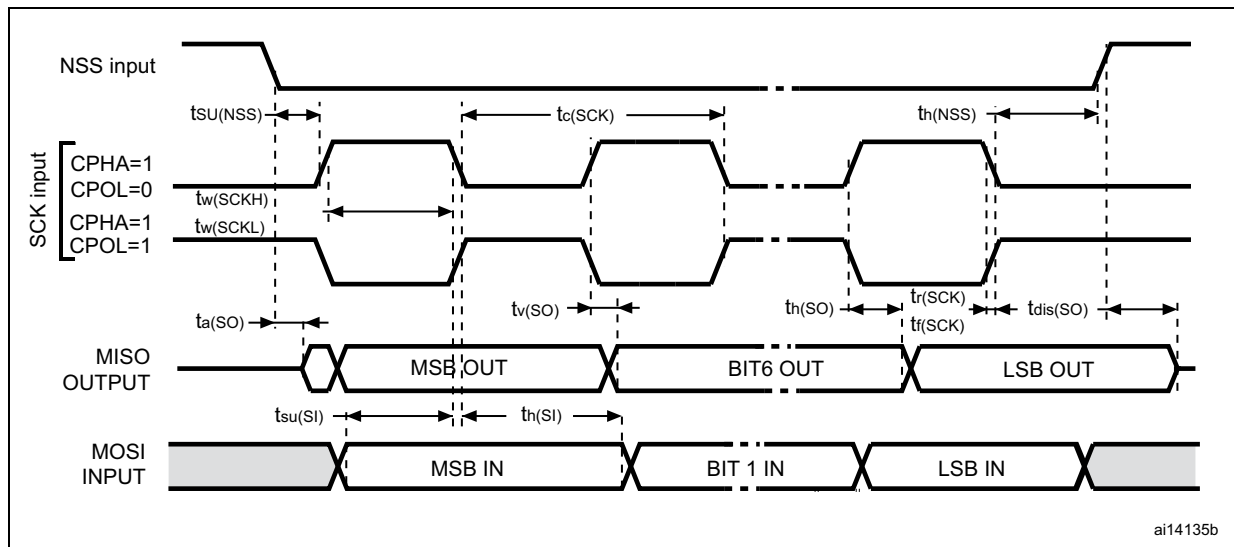 NSS input
tSU(NSS)
tc(SCK)
th(NSS)
SCK input
CPHA=1
CPOL=0
tw(SCKH)
CPHA=1
tw(SCKL)
CPOL=1
ta(SO)
tv(SO)
th(SO)
tr(SCK)
tf(SCK)
tdis(SO)
MISO
OUTPUT
MSB OUT
BIT6 OUT
LSB OUT
tsu(SI)
th(SI)
MOSI
INPUT
MSB IN
BIT 1 IN
LSB IN
ai14135b